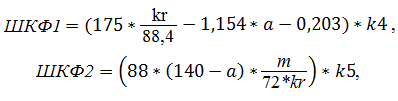 ШКФ1 = (175 * kr/88,4 − 1,154 * a − 0,203) * k4 ,
ШКФ2 = (88 * (140 − a) * m/72*kr) * k5,